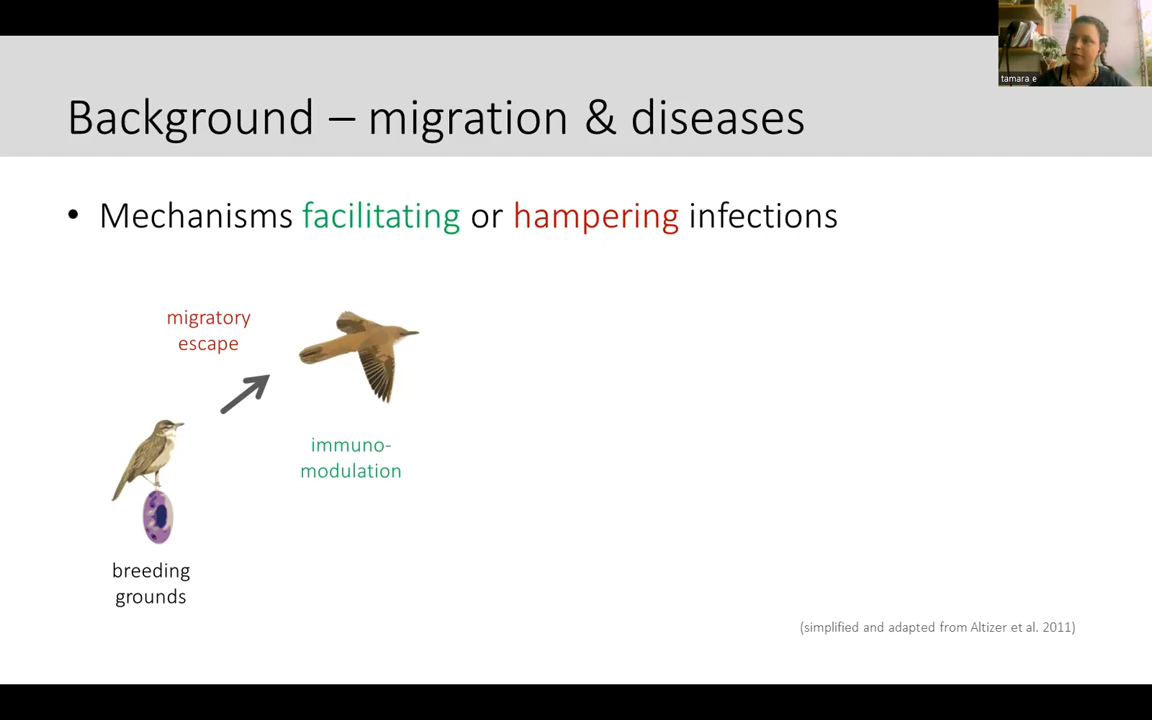 tamara e
Background – migration & diseases
• Mechanisms facilitating or hampering infections
migratory
escape
immuno-
modulation
breeding
grounds
(simplified and adapted from Altizer et al. 2011)